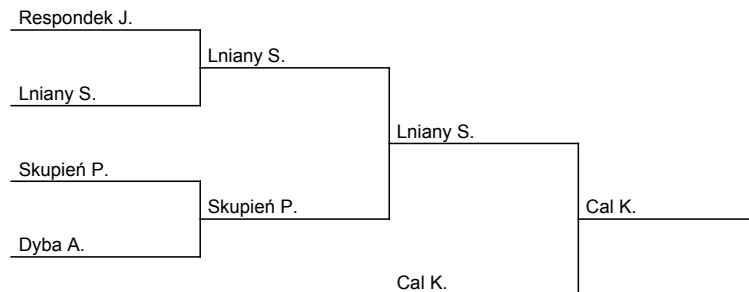 Respondek J.
Lniany S.
Lniany S.
Lniany S.
Skupień P.
Skupień P.
Cal K.
Dyba A.
Cal K.